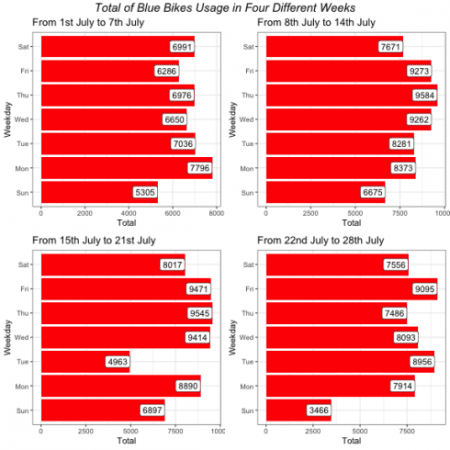 Total of Blue Bikes Usage in Four Different Weeks
From 1st July to 7th July
Weekday
Sat 6991
Fri 6286
Thu 6976
Wed 6650
Tue 7036
Mon 7796
Sun 5305
0 2000 4000 6000 8000
Total
From 8th July to 14th July
Weekday
Sat 7671
Fri 9273
Thu 9584
Wed 9262
Tue 8281
Mon 8373
Sun 6675
0 2500 5000 7500
Total
From 15th July to 21st July
Weekday
Sat 8017
Fri 9471
Thu 9545
Wed 9414
Tue 4963
Mon 8890
Sun 6897
0 2500 5000 7500
Total
From 22nd July to 28th July
Weekday
Sat 7556
Fri 9095
Thu 7486
Wed 8093
Tue 8956
Mon 7914
Sun 3466
0 2500 5000 7500
Total